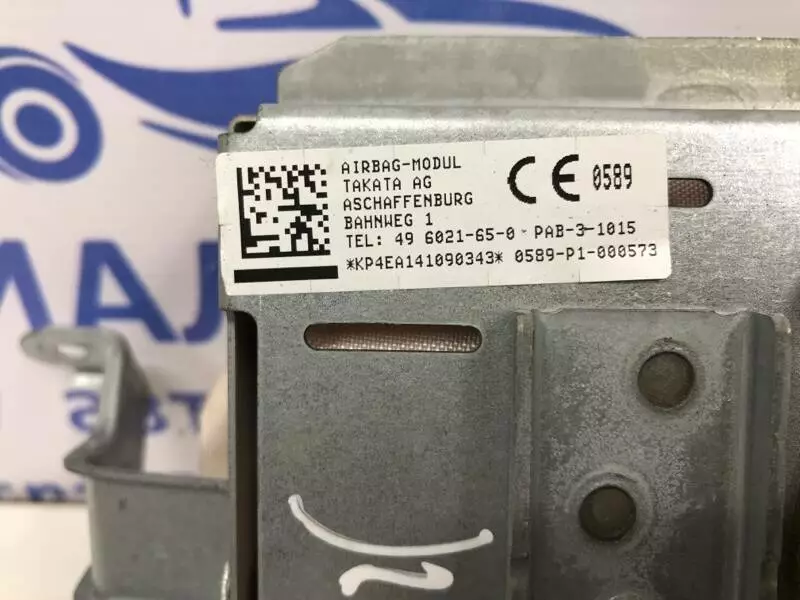 AIRBAG-MODUL
TAKATA AG
ASCHAFFENBURG
BAHNWEG 1
TEL: 49 6021-65-0 PAB-3-1015
*KP4EA141090343* 0589-P1-000573
CE 0589